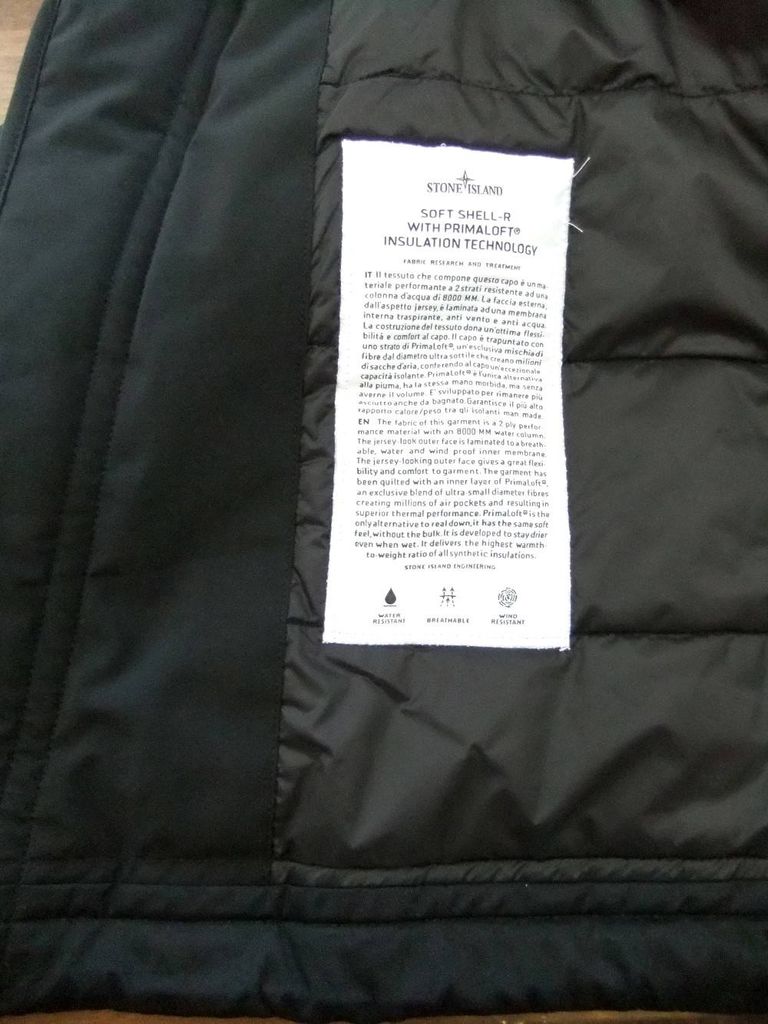 STONE ISLAND
SOFT SHELL-R
WITH PRIMALOFT®
INSULATION TECHNOLOGY
FABRIC RESEARCH AND TREATMENT
IT Il tessuto che compone questo capo è un ma-
teriale performante a 2 strati resistente ad una
colonna d'acqua di 8000 MM. La faccia esterna,
dall'aspetto jersey, è laminata ad una membrana
interna traspirante, anti vento e anti acqua.
La costruzione del tessuto dona un'ottima flessi-
bilità e comfort al capo. Il capo è trapuntato con
uno strato di PrimaLoft®, un'esclusiva mischia di
fibre dal diametro ultra sottile che creano milioni
di sacche d'aria, conferendo al capo un'eccezionale
capacità isolante. PrimaLoft® è l'unica alternativa
alla piuma, ha la stessa mano morbida, ma senza
averne il volume. E' sviluppato per rimanere più
asciutto anche da bagnato. Garantisce il più alto
rapporto calore/peso tra gli isolanti man made.
EN The fabric of this garment is a 2 ply perfor-
mance material with an 8000 MM water column.
The jersey-look outer face is laminated to a breath-
able, water and wind proof inner membrane.
The jersey-looking outer face gives a great flexi-
bility and comfort to garment. The garment has
been quilted with an inner layer of PrimaLoft®,
an exclusive blend of ultra-small diameter fibres
creating millions of air pockets and resulting in
superior thermal performance. PrimaLoft® is the
only alternative to real down, it has the same soft
feel, without the bulk. It is developed to stay drier
even when wet. It delivers the highest warmth-
to-weight ratio of all synthetic insulations.
STONE ISLAND ENGINEERING
WATER
RESISTANT
BREATHABLE
WIND
RESISTANT